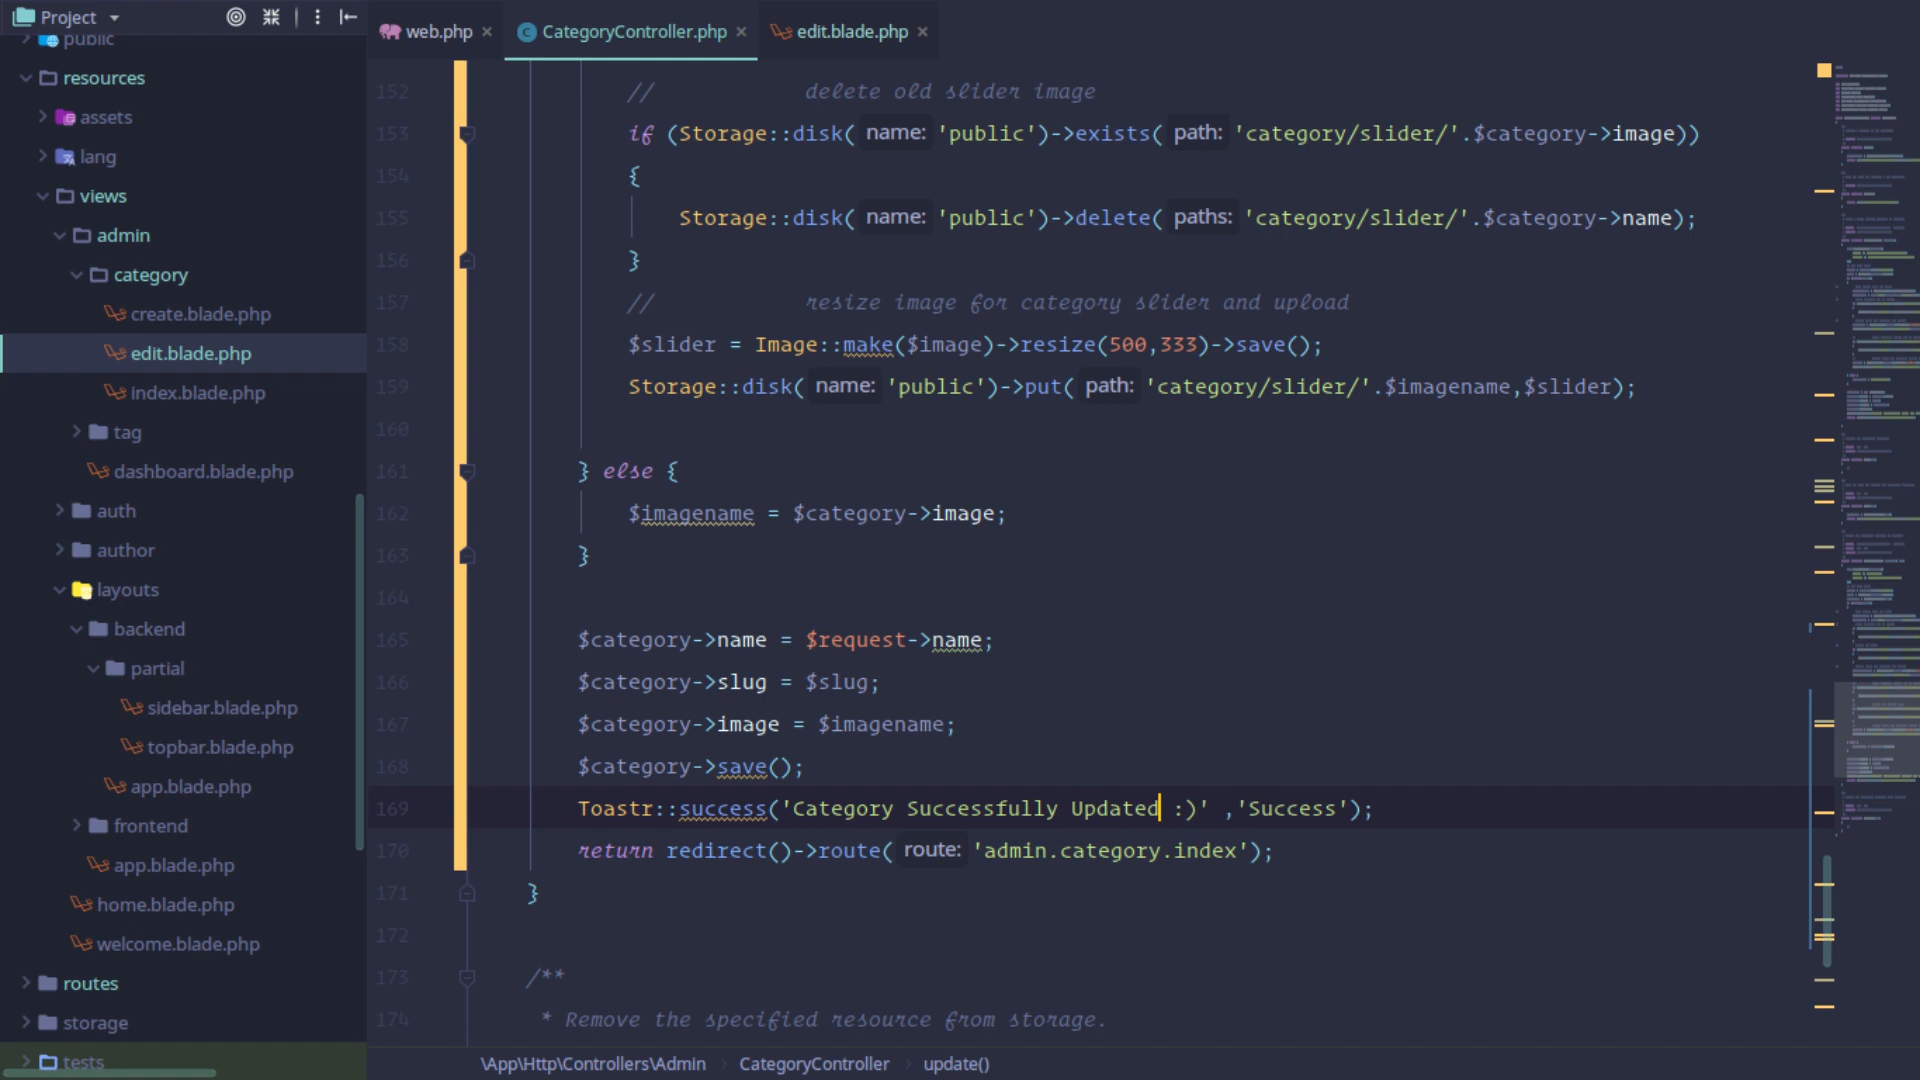 Project
public
resources
assets
lang
views
admin
category
create.blade.php
edit.blade.php
index.blade.php
tag
dashboard.blade.php
auth
author
layouts
backend
partial
sidebar.blade.php
topbar.blade.php
app.blade.php
frontend
app.blade.php
home.blade.php
welcome.blade.php
routes
storage
tests
web.php × CategoryController.php × edit.blade.php ×
152 // delete old slider image
153 if (Storage::disk( name: 'public')->exists( path: 'category/slider/'.$category->image))
154 {
155 Storage::disk( name: 'public')->delete( paths: 'category/slider/'.$category->name);
156 }
157 // resize image for category slider and upload
158 $slider = Image::make($image)->resize(500,333)->save();
159 Storage::disk( name: 'public')->put( path: 'category/slider/'.$imagename,$slider);
160
161 } else {
162 $imagename = $category->image;
163 }
164
165 $category->name = $request->name;
166 $category->slug = $slug;
167 $category->image = $imagename;
168 $category->save();
169 Toastr::success('Category Successfully Updated :)' ,'Success');
170 return redirect()->route( route: 'admin.category.index');
171 }
172
173 /**
174 * Remove the specified resource from storage.
\App\Http\Controllers\Admin CategoryController update()